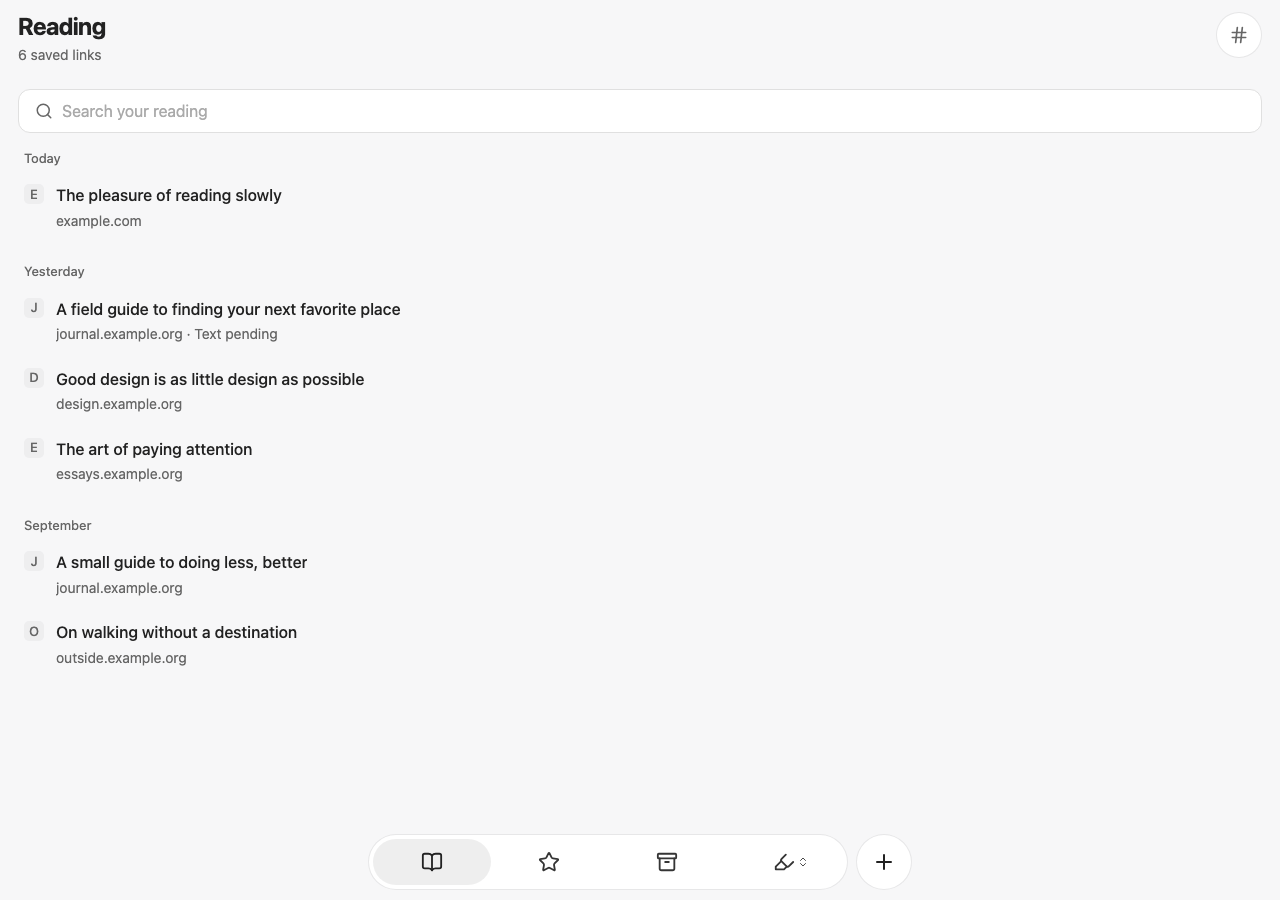 Reading
6 saved links
#
Search your reading
Today
E The pleasure of reading slowly
example.com
Yesterday
J A field guide to finding your next favorite place
journal.example.org · Text pending
D Good design is as little design as possible
design.example.org
E The art of paying attention
essays.example.org
September
J A small guide to doing less, better
journal.example.org
O On walking without a destination
outside.example.org